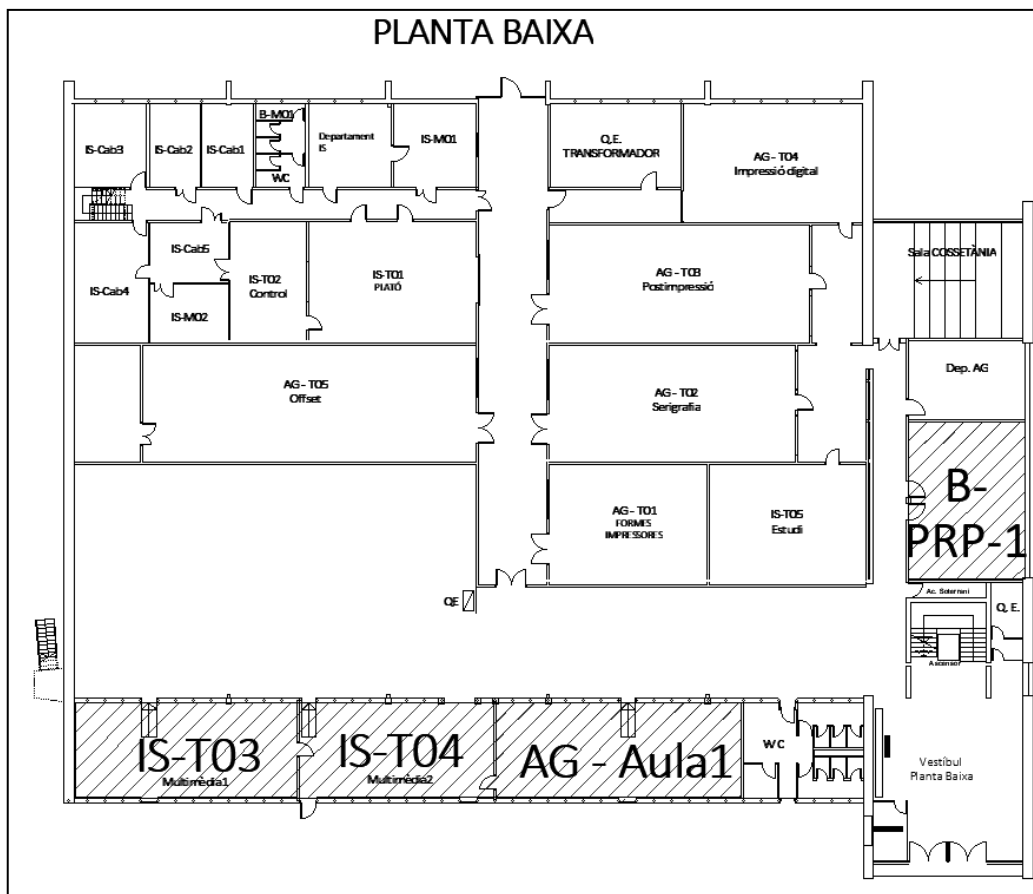 PLANTA BAIXA
IS-Cab3
IS-Cab2
IS-Cab1
B-M01
WC
Departament
IS
IS-M01
Q.E.
TRANSFORMADOR
AG - T04
Impressió digital
IS-Cab4
IS-Cab5
IS-M02
IS-T02
Control
IS-T01
PLATÓ
AG - T03
Postimpressió
Sala COSSETÀNIA
AG - T05
Offset
AG - T02
Serigrafia
Dep. AG
B-
PRP-1
AG - T01
FORMES
IMPRESSORES
IS-T05
Estudi
QE
Ac. Soterrani
Q.E.
Ascensor
IS-T03
Multimèdia1
IS-T04
Multimèdia2
AG - Aula1
WC
Vestíbul
Planta Baixa